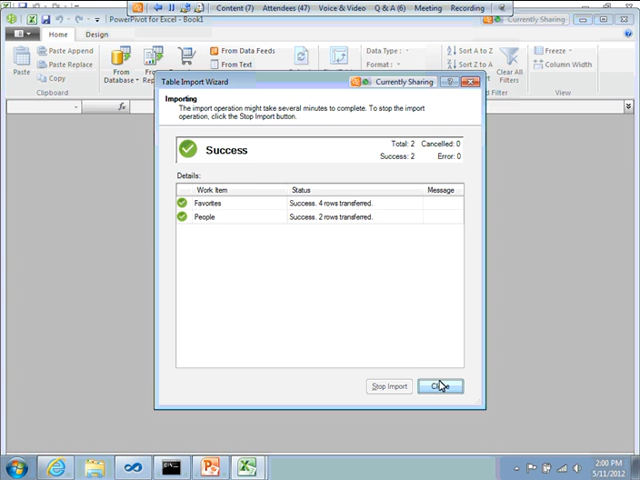 Content (7) Attendees (47) Voice & Video Q & A (6) Meeting Recording
PowerPivot for Excel - Book1
Currently Sharing
Home Design
Paste
Paste Append
Paste Replace
Copy
From Database
From Report
From Data Feeds
From Text
Data Type :
Format :
Sort A to Z
Sort Z to A
Clear All Filters
Freeze
Column Width
fx
Table Import Wizard
Currently Sharing
Importing
The import operation might take several minutes to complete. To stop the import
operation, click the Stop Import button.
Success
Total: 2 Cancelled: 0
Success: 2 Error: 0
Details:
Work Item Status Message
Favorites Success. 4 rows transferred.
People Success. 2 rows transferred.
Stop Import
2:00 PM
5/11/2012